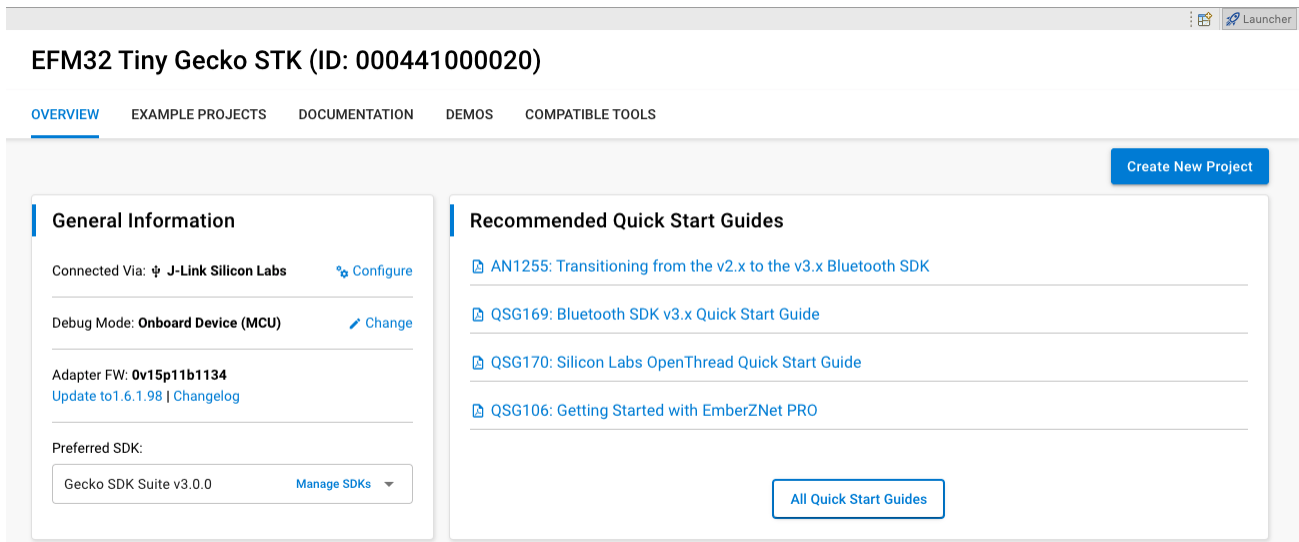 Launcher
EFM32 Tiny Gecko STK (ID: 000441000020)
OVERVIEW EXAMPLE PROJECTS DOCUMENTATION DEMOS COMPATIBLE TOOLS
Create New Project
General Information
Connected Via: J-Link Silicon Labs Configure
Debug Mode: Onboard Device (MCU) Change
Adapter FW: 0v15p11b1134
Update to1.6.1.98 | Changelog
Preferred SDK:
Gecko SDK Suite v3.0.0 Manage SDKs
Recommended Quick Start Guides
AN1255: Transitioning from the v2.x to the v3.x Bluetooth SDK
QSG169: Bluetooth SDK v3.x Quick Start Guide
QSG170: Silicon Labs OpenThread Quick Start Guide
QSG106: Getting Started with EmberZNet PRO
All Quick Start Guides